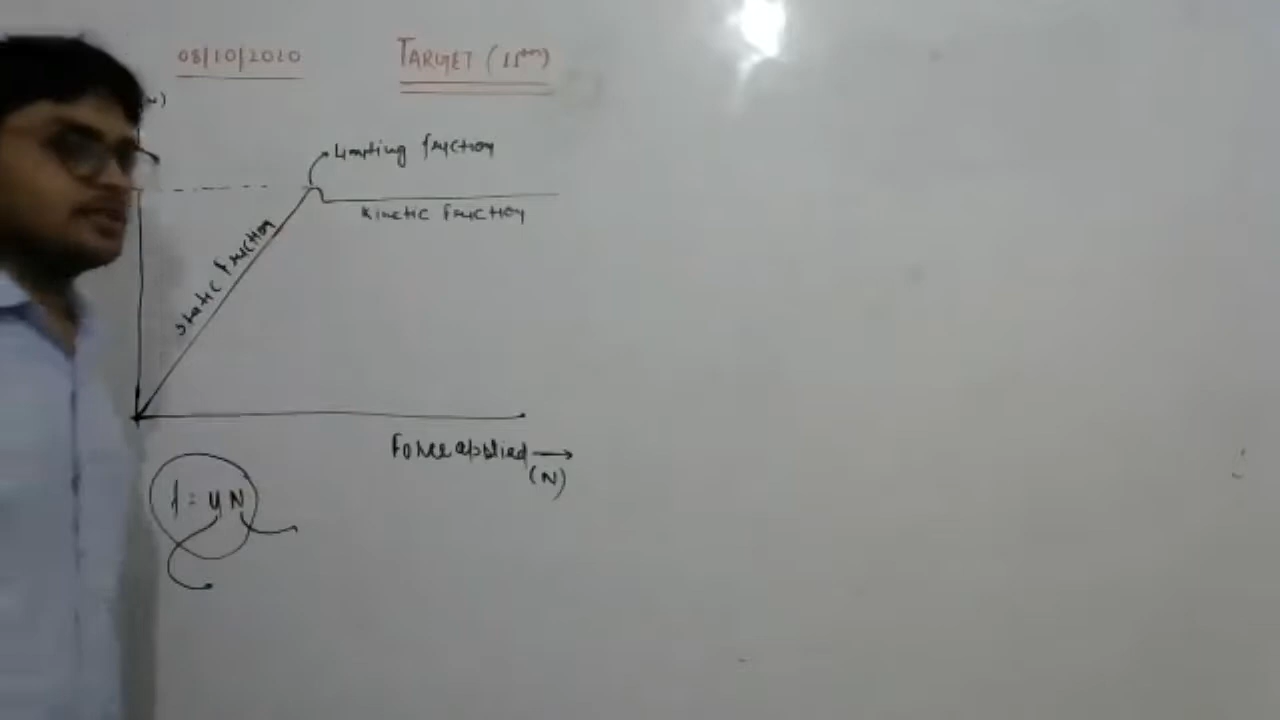 08/10/2020
TARGET (11th)
N)
Limiting friction
Kinetic friction
Static friction
Force applied →
(N)
f = μN